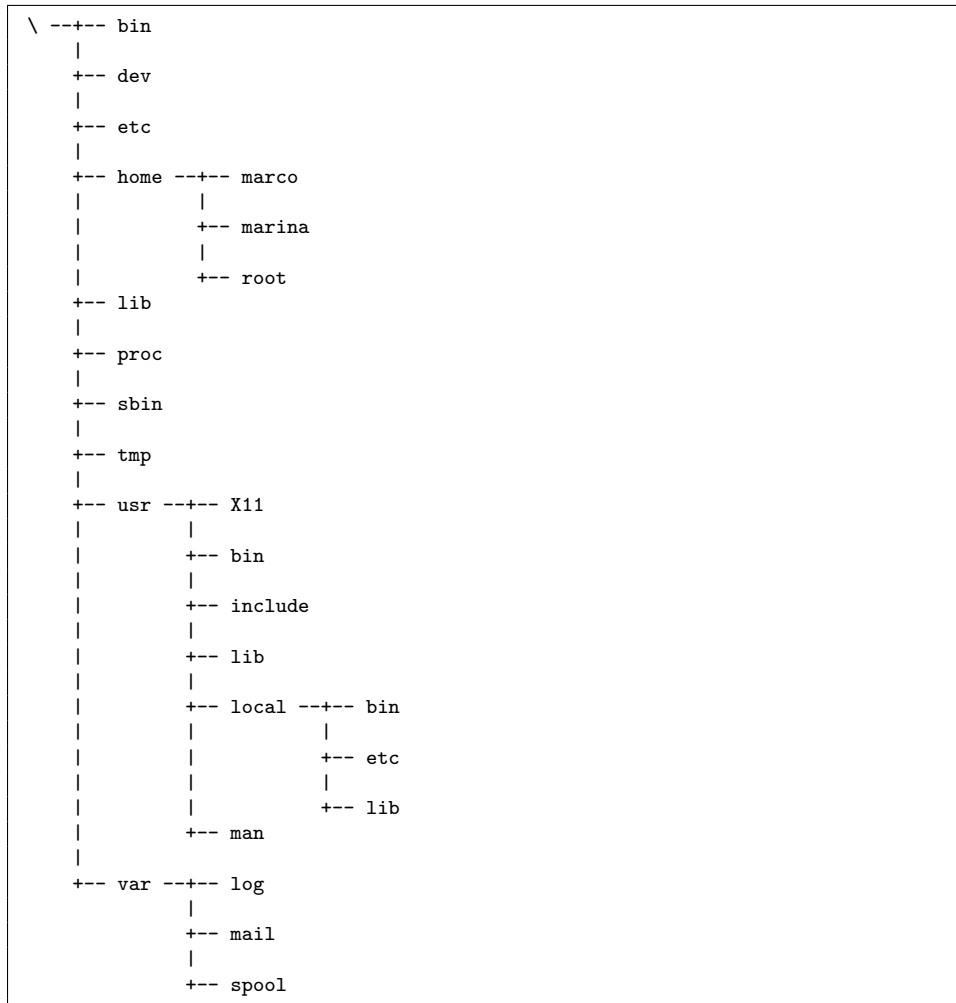 \ --+-- bin
    |
    +-- dev
    |
    +-- etc
    |
    +-- home --+-- marco
    |          |
    |          +-- marina
    |          |
    |          +-- root
    +-- lib
    |
    +-- proc
    |
    +-- sbin
    |
    +-- tmp
    |
    +-- usr --+-- X11
    |         |
    |         +-- bin
    |         |
    |         +-- include
    |         |
    |         +-- lib
    |         |
    |         +-- local --+-- bin
    |         |           |
    |         |           +-- etc
    |         |           |
    |         |           +-- lib
    |         +-- man
    |
    +-- var --+-- log
              |
              +-- mail
              |
              +-- spool